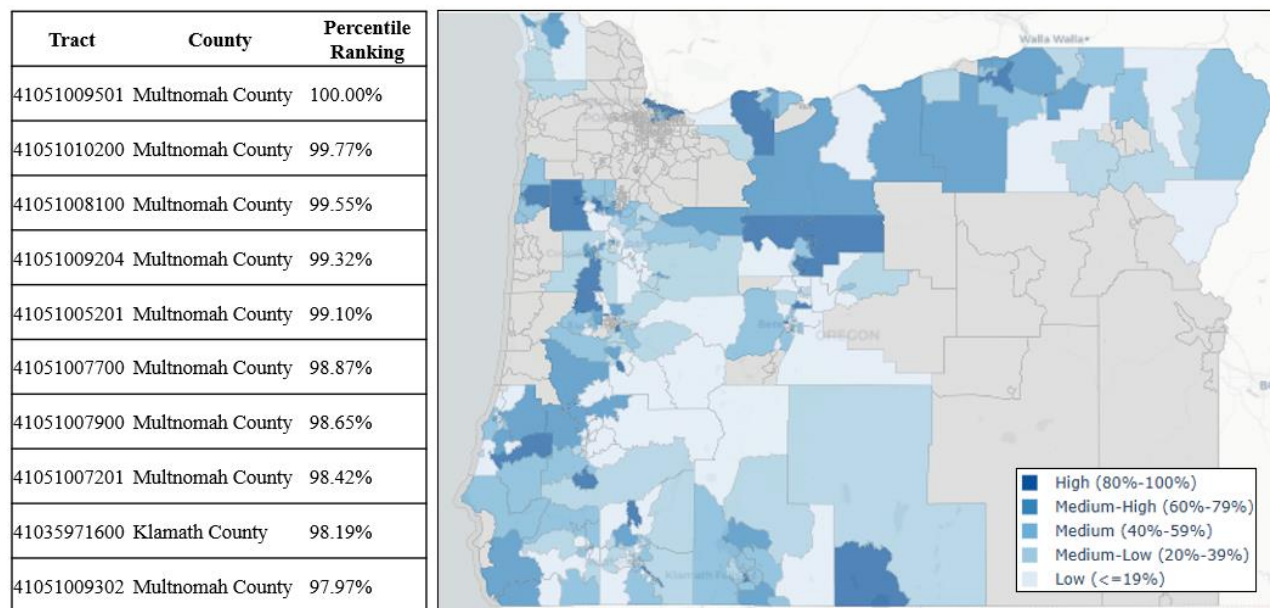 Tract County Percentile Ranking
41051009501 Multnomah County 100.00%
41051010200 Multnomah County 99.77%
41051008100 Multnomah County 99.55%
41051009204 Multnomah County 99.32%
41051005201 Multnomah County 99.10%
41051007700 Multnomah County 98.87%
41051007900 Multnomah County 98.65%
41051007201 Multnomah County 98.42%
41035971600 Klamath County 98.19%
41051009302 Multnomah County 97.97%
Walla Walla
OREGON
Klamath
High (80%-100%)
Medium-High (60%-79%)
Medium (40%-59%)
Medium-Low (20%-39%)
Low (<=19%)